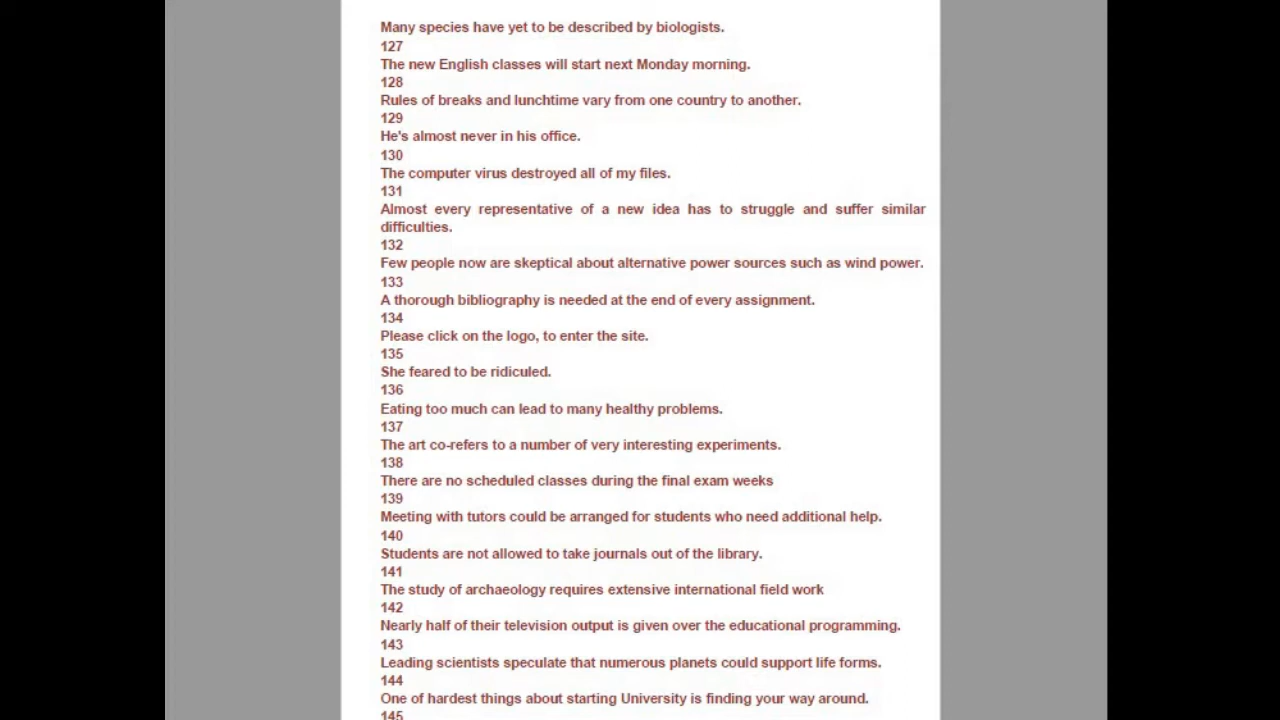 Many species have yet to be described by biologists.
127
The new English classes will start next Monday morning.
128
Rules of breaks and lunchtime vary from one country to another.
129
He's almost never in his office.
130
The computer virus destroyed all of my files.
131
Almost every representative of a new idea has to struggle and suffer similar
difficulties.
132
Few people now are skeptical about alternative power sources such as wind power.
133
A thorough bibliography is needed at the end of every assignment.
134
Please click on the logo, to enter the site.
135
She feared to be ridiculed.
136
Eating too much can lead to many healthy problems.
137
The art co-refers to a number of very interesting experiments.
138
There are no scheduled classes during the final exam weeks
139
Meeting with tutors could be arranged for students who need additional help.
140
Students are not allowed to take journals out of the library.
141
The study of archaeology requires extensive international field work
142
Nearly half of their television output is given over the educational programming.
143
Leading scientists speculate that numerous planets could support life forms.
144
One of hardest things about starting University is finding your way around.
145